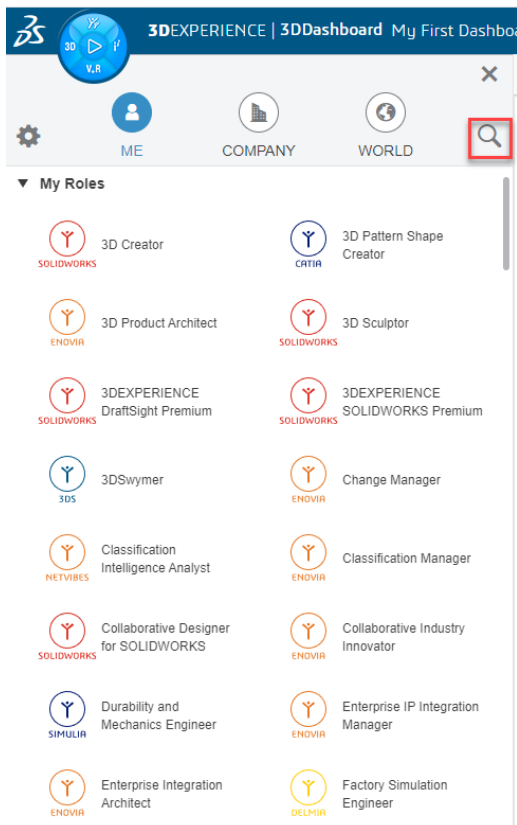 3DEXPERIENCE | 3DDashboard My First Dashboa
3D
V.R
ME
COMPANY
WORLD
My Roles
SOLIDWORKS
3D Creator
CATIA
3D Pattern Shape
Creator
ENOVIA
3D Product Architect
SOLIDWORKS
3D Sculptor
SOLIDWORKS
3DEXPERIENCE
DraftSight Premium
SOLIDWORKS
3DEXPERIENCE
SOLIDWORKS Premium
3DS
3DSwymer
ENOVIA
Change Manager
NETVIBES
Classification
Intelligence Analyst
ENOVIA
Classification Manager
SOLIDWORKS
Collaborative Designer
for SOLIDWORKS
ENOVIA
Collaborative Industry
Innovator
SIMULIA
Durability and
Mechanics Engineer
ENOVIA
Enterprise IP Integration
Manager
ENOVIA
Enterprise Integration
Architect
DELMIA
Factory Simulation
Engineer